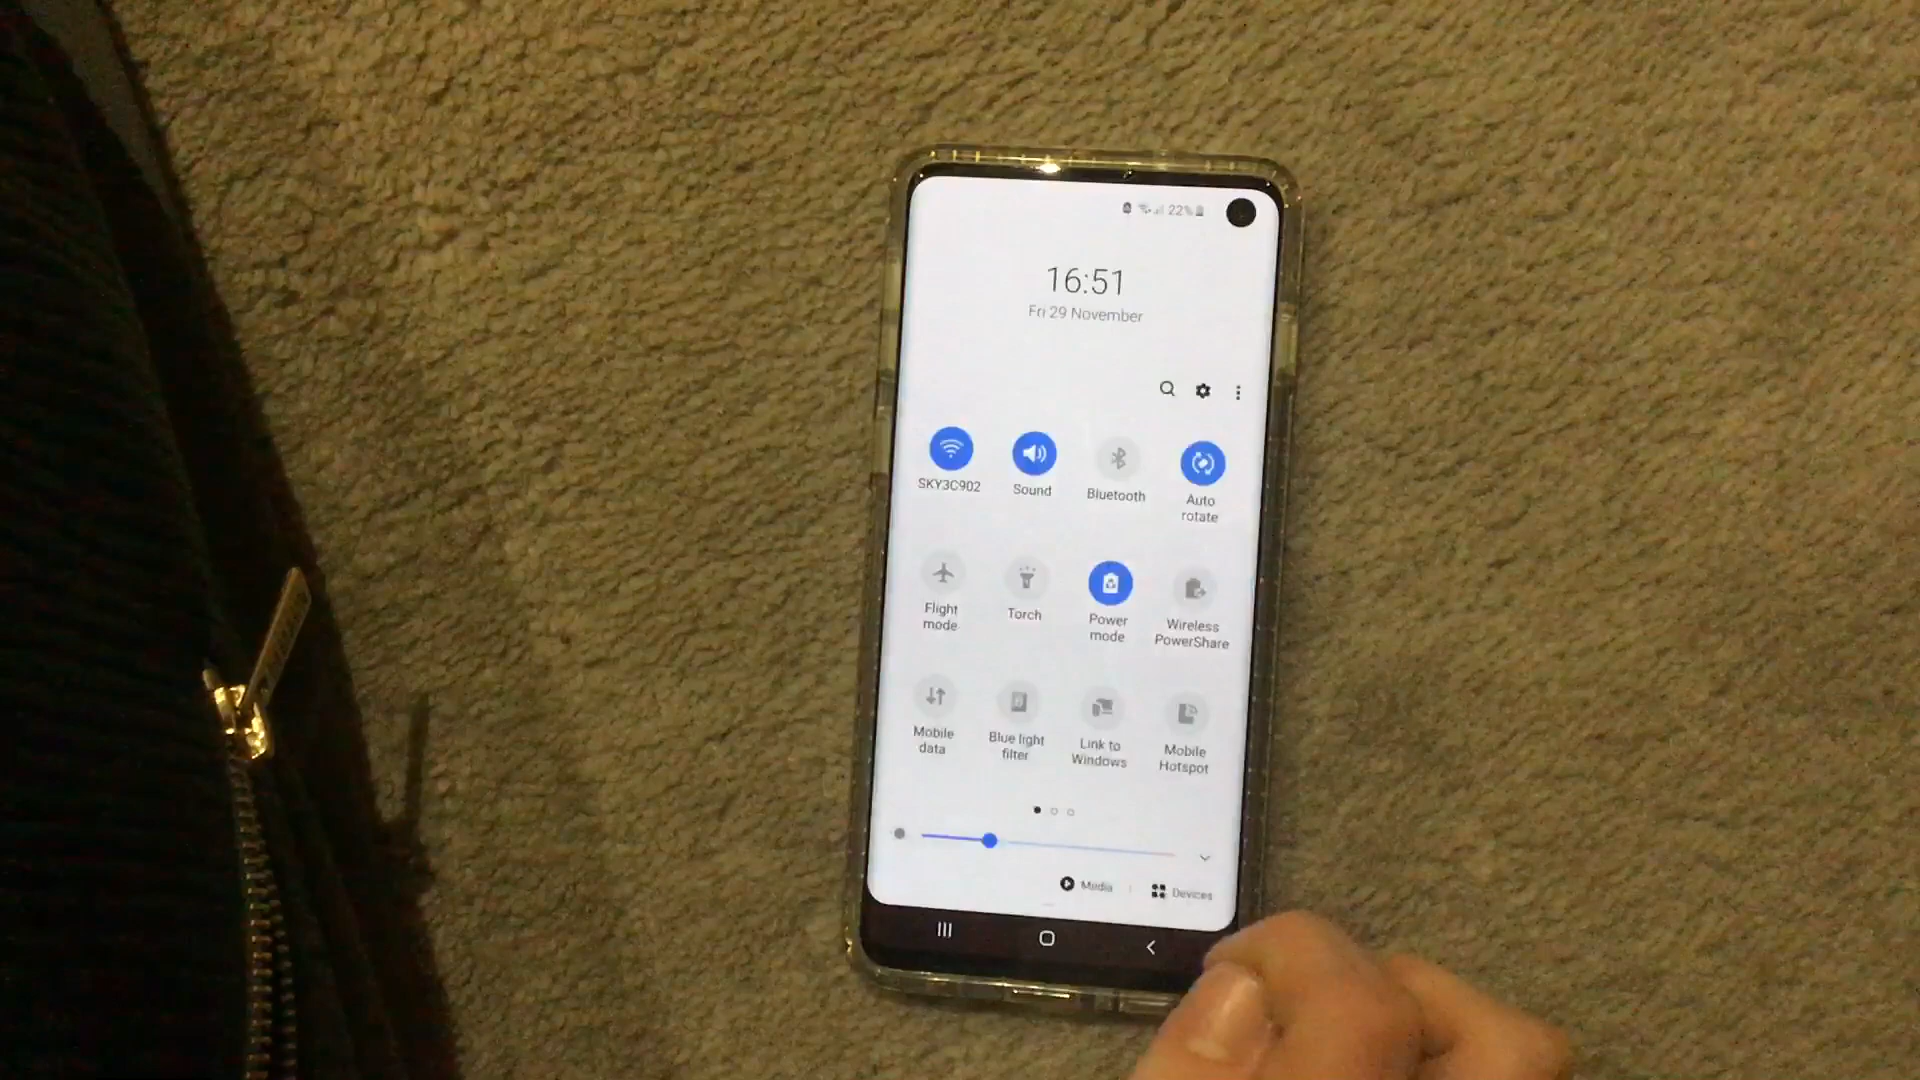 22%
16:51
Fri 29 November
SKY3C902
Sound
Bluetooth
Auto
rotate
Flight
mode
Torch
Power
mode
Wireless
PowerShare
Mobile
data
Blue light
filter
Link to
Windows
Mobile
Hotspot
Media
Devices